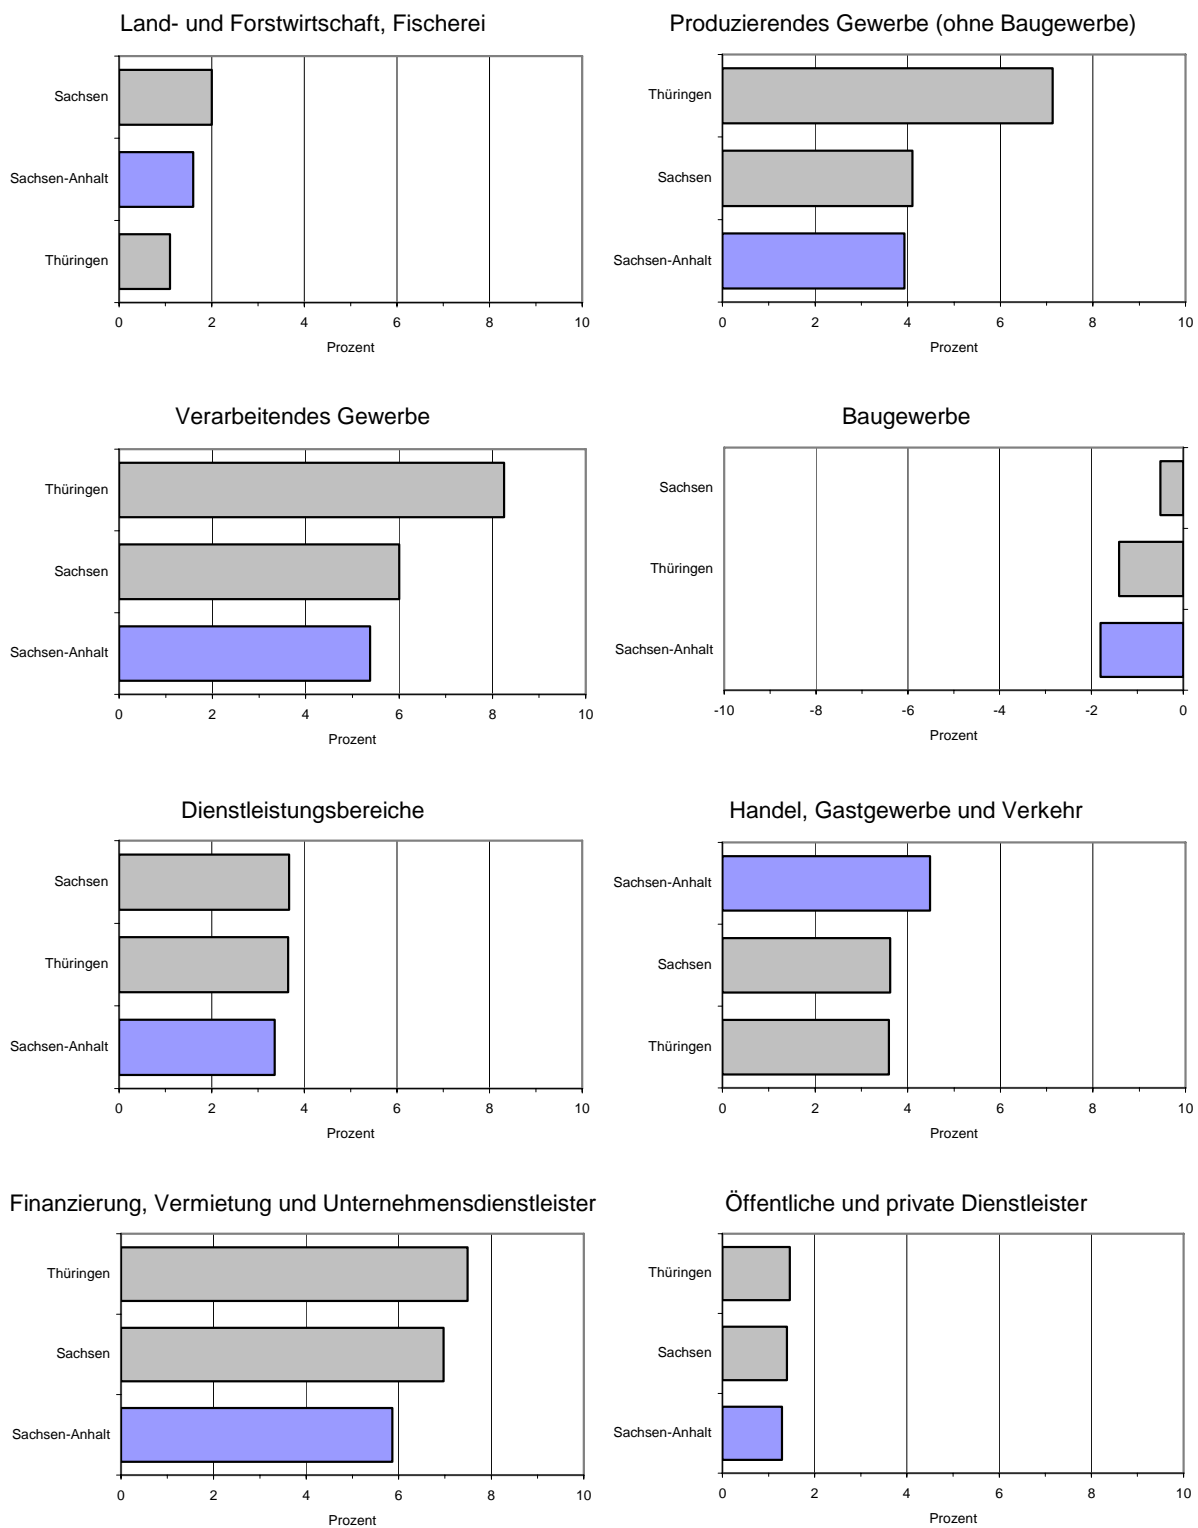 Land- und Forstwirtschaft, Fischerei
Sachsen
Sachsen-Anhalt
Thüringen
0 2 4 6 8 10
Prozent
Produzierendes Gewerbe (ohne Baugewerbe)
Thüringen
Sachsen
Sachsen-Anhalt
0 2 4 6 8 10
Prozent
Verarbeitendes Gewerbe
Thüringen
Sachsen
Sachsen-Anhalt
0 2 4 6 8 10
Prozent
Baugewerbe
Sachsen
Thüringen
Sachsen-Anhalt
-10 -8 -6 -4 -2 0
Prozent
Dienstleistungsbereiche
Sachsen
Thüringen
Sachsen-Anhalt
0 2 4 6 8 10
Prozent
Handel, Gastgewerbe und Verkehr
Sachsen-Anhalt
Sachsen
Thüringen
0 2 4 6 8 10
Prozent
Finanzierung, Vermietung und Unternehmensdienstleister
Thüringen
Sachsen
Sachsen-Anhalt
0 2 4 6 8 10
Prozent
Öffentliche und private Dienstleister
Thüringen
Sachsen
Sachsen-Anhalt
0 2 4 6 8 10
Prozent